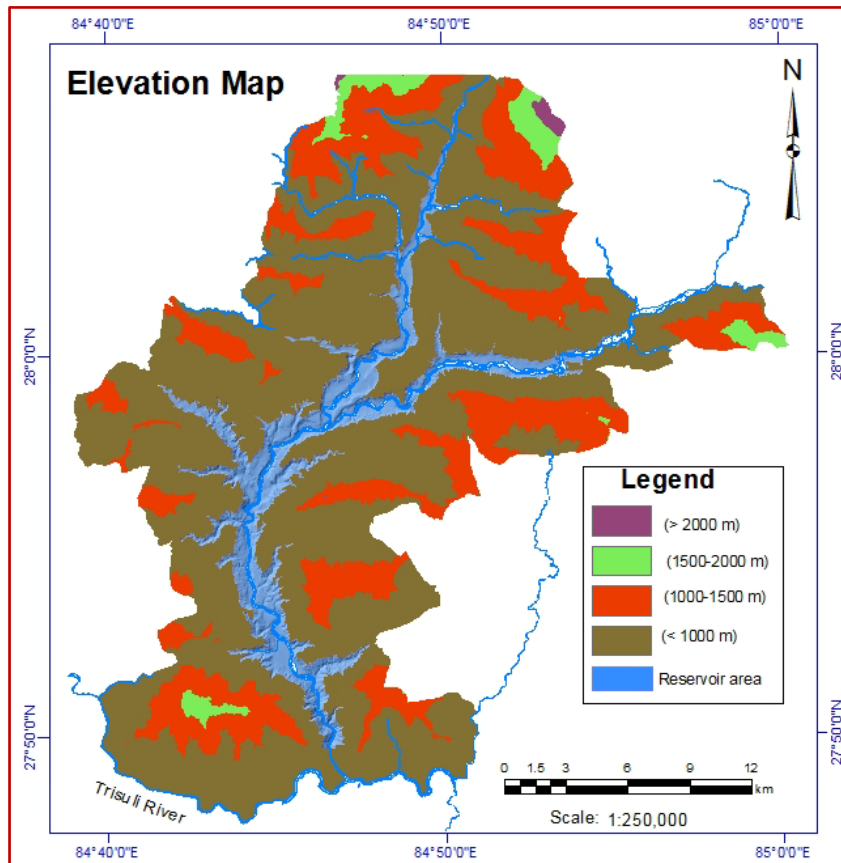 84°40'0"E 84°50'0"E 85°0'0"E
Elevation Map
N
28°0'0"N 28°0'0"N
Legend
(> 2000 m)
(1500-2000 m)
(1000-1500 m)
(< 1000 m)
Reservoir area
27°50'0"N 27°50'0"N
Trisuli River
0 1.5 3 6 9 12
km
Scale: 1:250,000
84°40'0"E 84°50'0"E 85°0'0"E